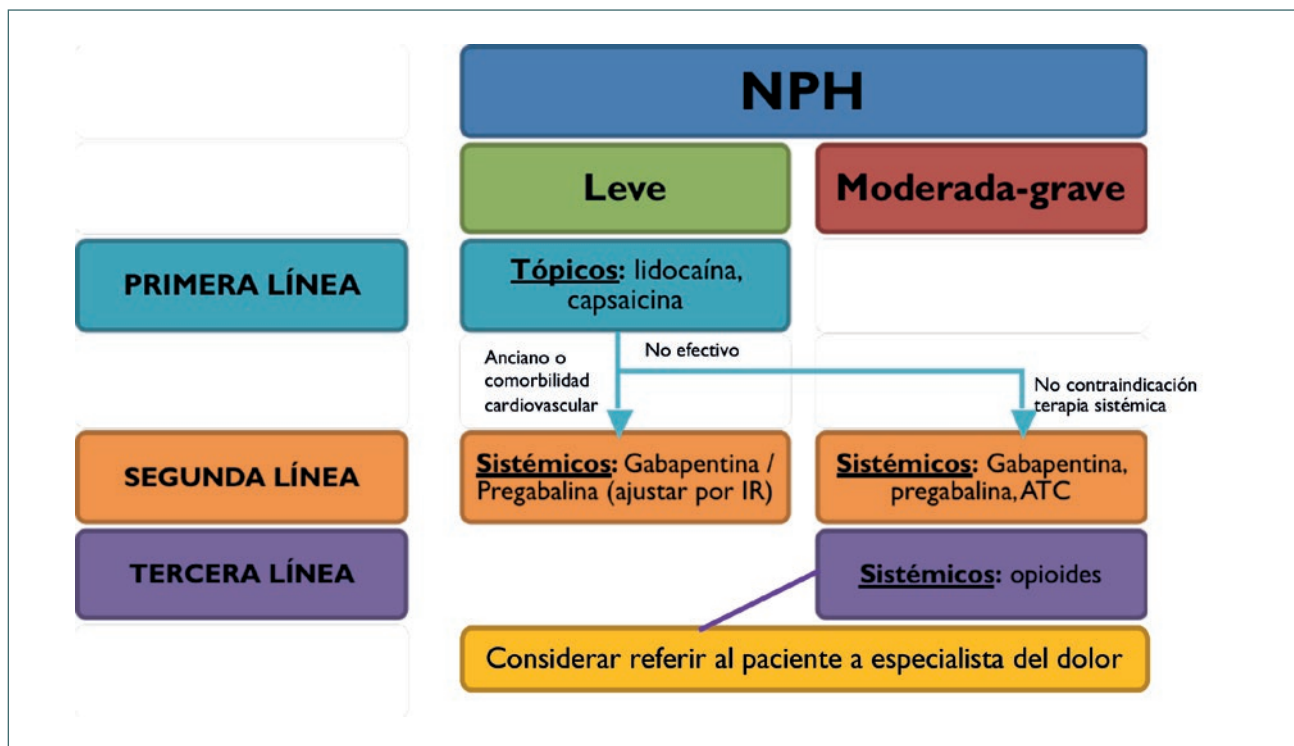 NPH
Leve
Moderada-grave
PRIMERA LÍNEA
Tópicos: lidocaína,
capsaicina
Anciano o
comorbilidad
cardiovascular
No efectivo
No contraindicación
terapia sistémica
SEGUNDA LÍNEA
Sistémicos: Gabapentina /
Pregabalina (ajustar por IR)
Sistémicos: Gabapentina,
pregabalina, ATC
TERCERA LÍNEA
Sistémicos: opioides
Considerar referir al paciente a especialista del dolor